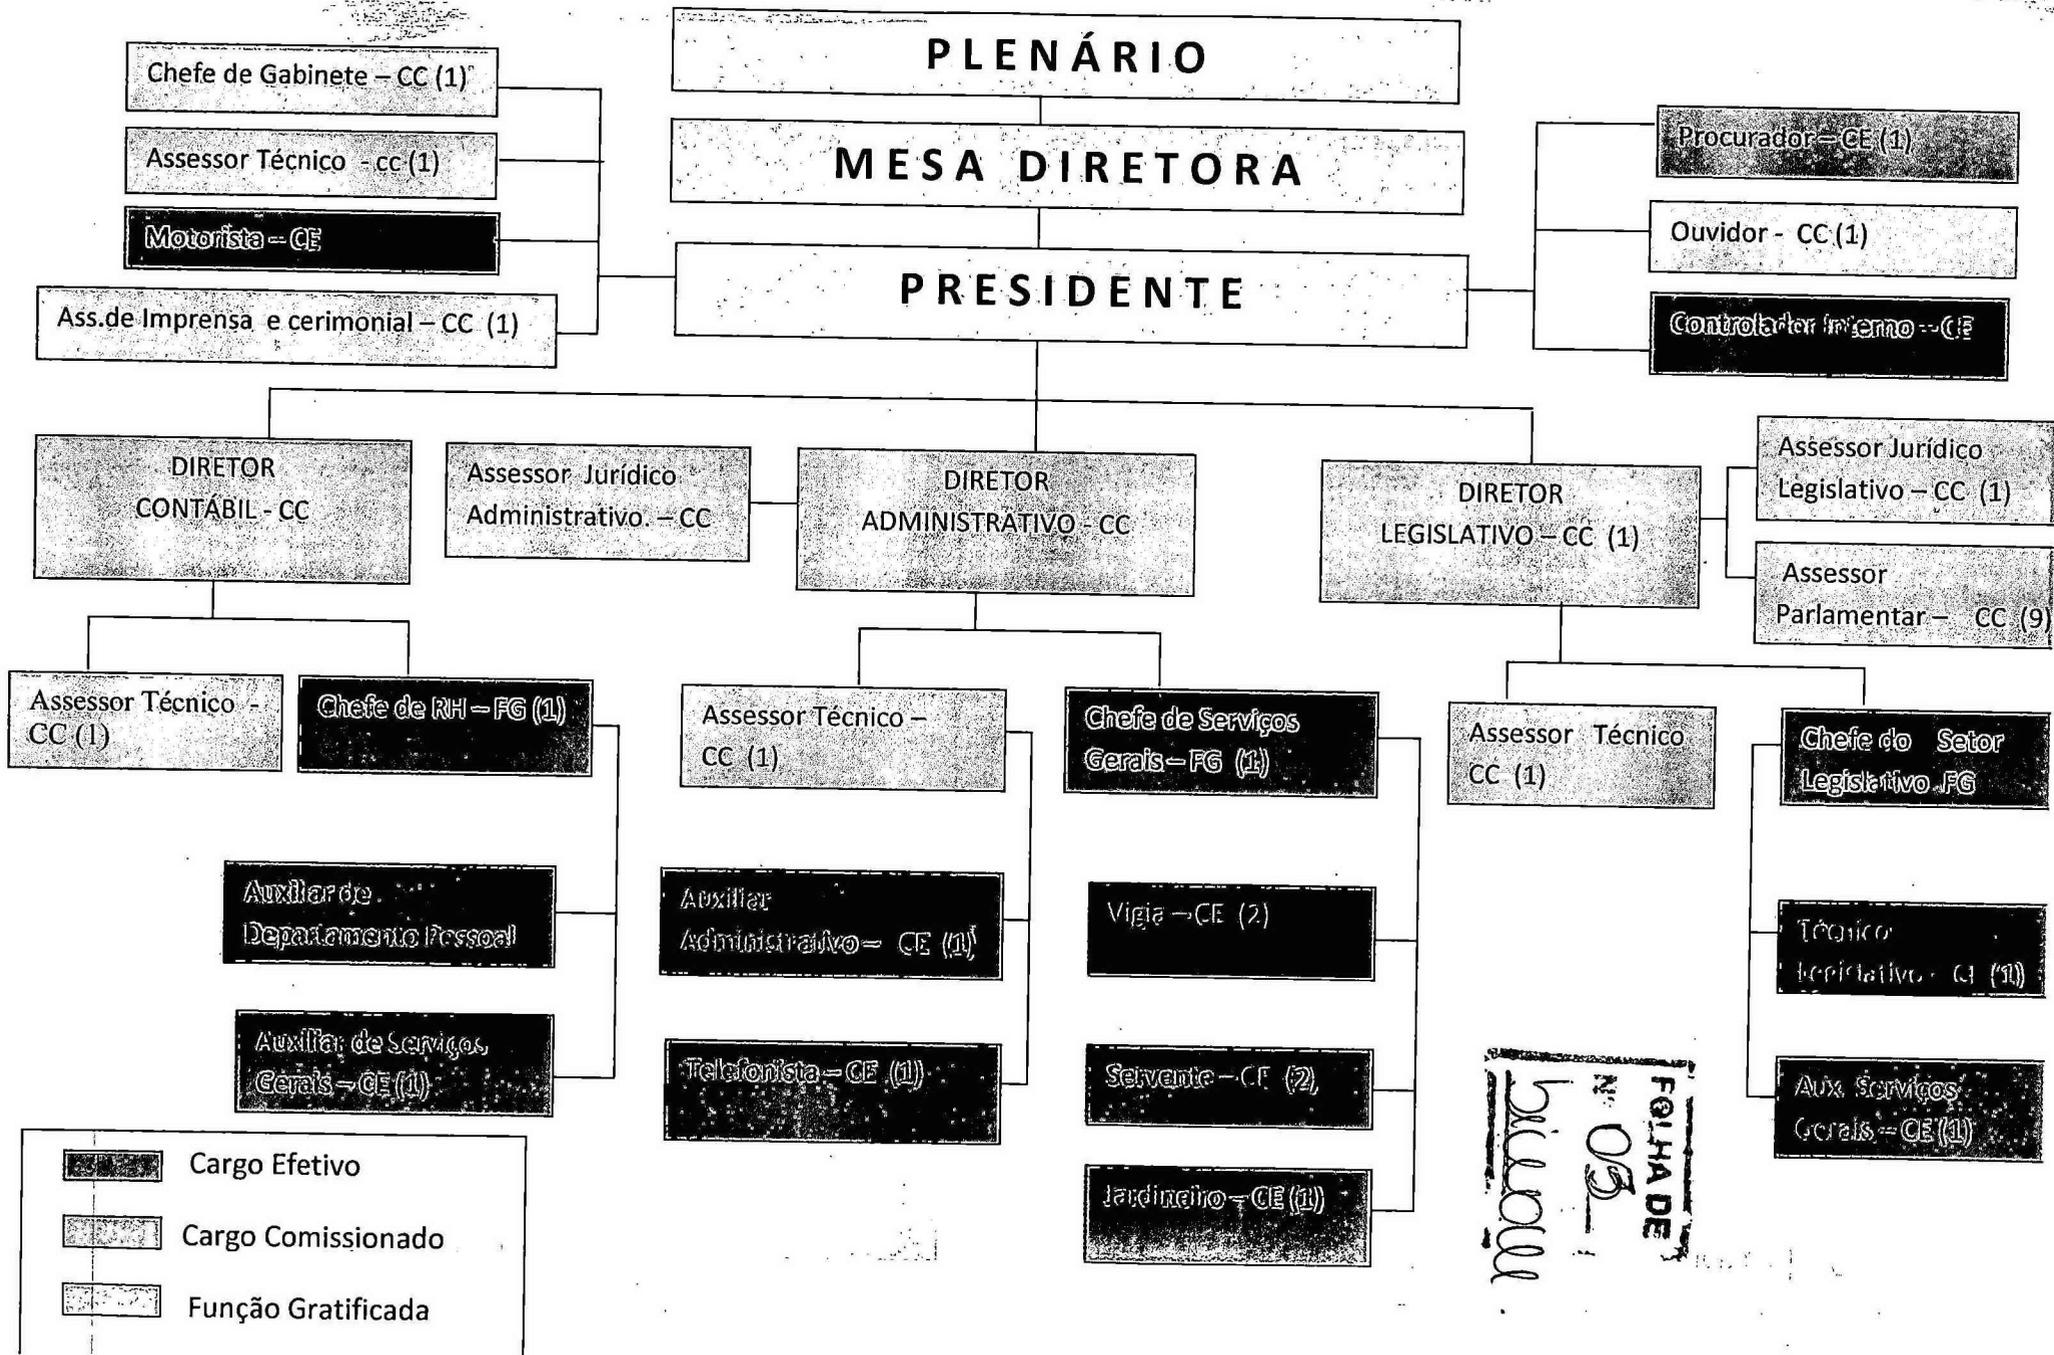 PLENÁRIO
MESA DIRETORA
PRESIDENTE
Chefe de Gabinete – CC (1)
Assessor Técnico - cc (1)
Motorista – CE
Ass.de Imprensa e cerimonial – CC (1)
Procurador – CE (1)
Ouvidor - CC (1)
Controlador Interno – CE
DIRETOR
CONTÁBIL - CC
Assessor Jurídico
Administrativo. – CC
DIRETOR
ADMINISTRATIVO - CC
DIRETOR
LEGISLATIVO – CC (1)
Assessor Jurídico
Legislativo – CC (1)
Assessor
Parlamentar – CC (9)
Assessor Técnico -
CC (1)
Chefe de RH – FG (1)
Assessor Técnico –
CC (1)
Chefe de Serviços
Gerais – FG (1)
Assessor Técnico
CC (1)
Chefe do Setor
Legislativo FG
Auxiliar de
Departamento Pessoal
Auxiliar
Administrativo – CE (1)
Vigia – CE (2)
Técnico
Legislativo - CE (1)
Auxiliar de Serviços
Gerais – CE (1)
Telefonista – CE (1)
Servente – CE (2)
Aux. Serviços
Gerais – CE (1)
Jardineiro – CE (1)
Cargo Efetivo
Cargo Comissionado
Função Gratificada
FOLHA DE
Nº 03